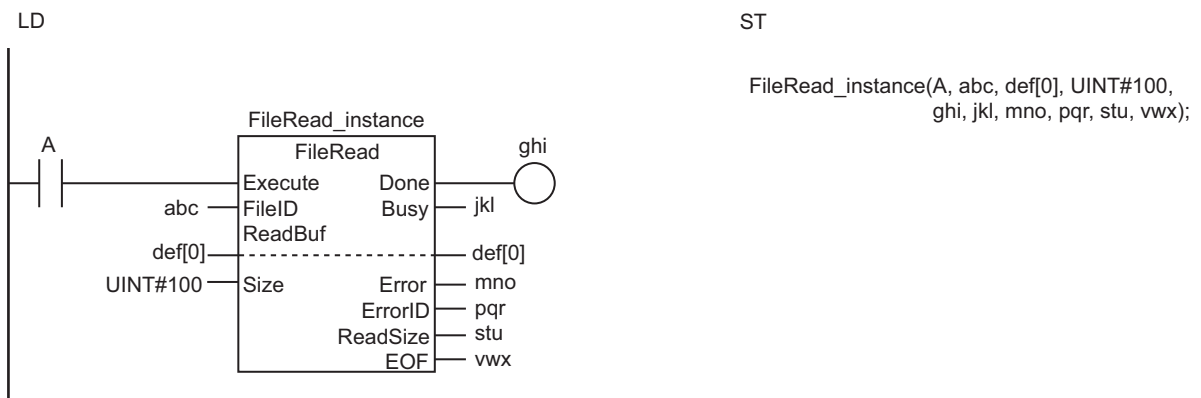 LD
ST
FileRead_instance(A, abc, def[0], UINT#100,
ghi, jkl, mno, pqr, stu, vwx);
FileRead_instance
A
FileRead
ghi
Execute Done
abc FileID Busy jkl
ReadBuf
def[0] def[0]
UINT#100 Size Error mno
ErrorID pqr
ReadSize stu
EOF vwx